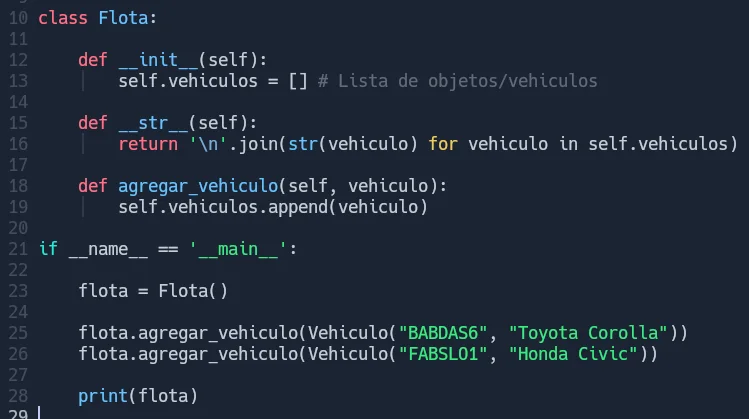 10 class Flota:
11
12     def __init__(self):
13         self.vehiculos = [] # Lista de objetos/vehiculos
14
15     def __str__(self):
16         return '\n'.join(str(vehiculo) for vehiculo in self.vehiculos)
17
18     def agregar_vehiculo(self, vehiculo):
19         self.vehiculos.append(vehiculo)
20
21 if __name__ == '__main__':
22
23     flota = Flota()
24
25     flota.agregar_vehiculo(Vehiculo("BABDAS6", "Toyota Corolla"))
26     flota.agregar_vehiculo(Vehiculo("FABSLO1", "Honda Civic"))
27
28     print(flota)
29